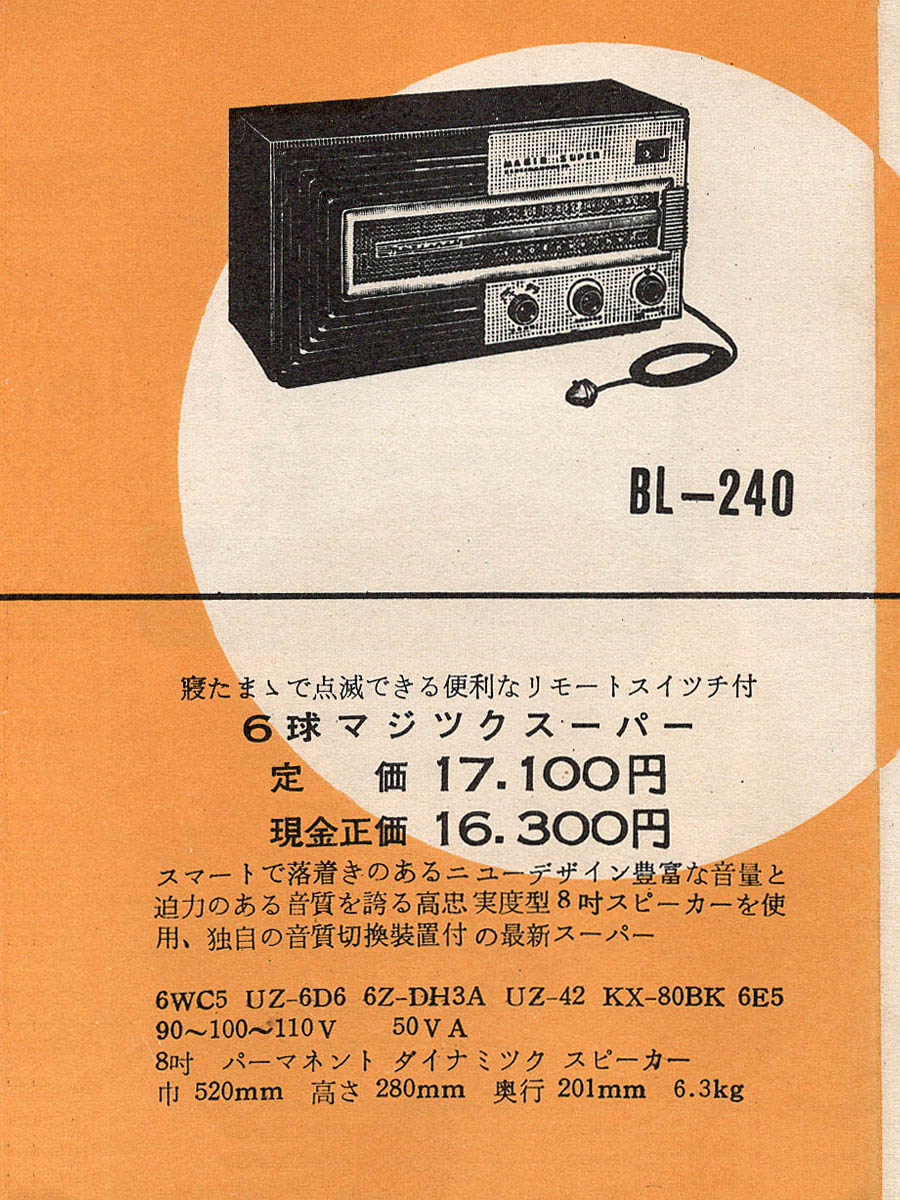 MAGIC SUPER
BL-240
寢たまゝで点滅できる便利なリモートスイツチ付
6球マジツクスーパー
定 価 17.100円
現金正価 16.300円
スマートで落着きのあるニューデザイン豊富な音量と
迫力のある音質を誇る高忠実度型8吋スピーカーを使
用、独自の音質切換装置付の最新スーパー
6WC5 UZ-6D6 6Z-DH3A UZ-42 KX-80BK 6E5
90〜100〜110V 50VA
8吋 パーマネント ダイナミツク スピーカー
巾 520mm 高さ 280mm 奥行 201mm 6.3kg